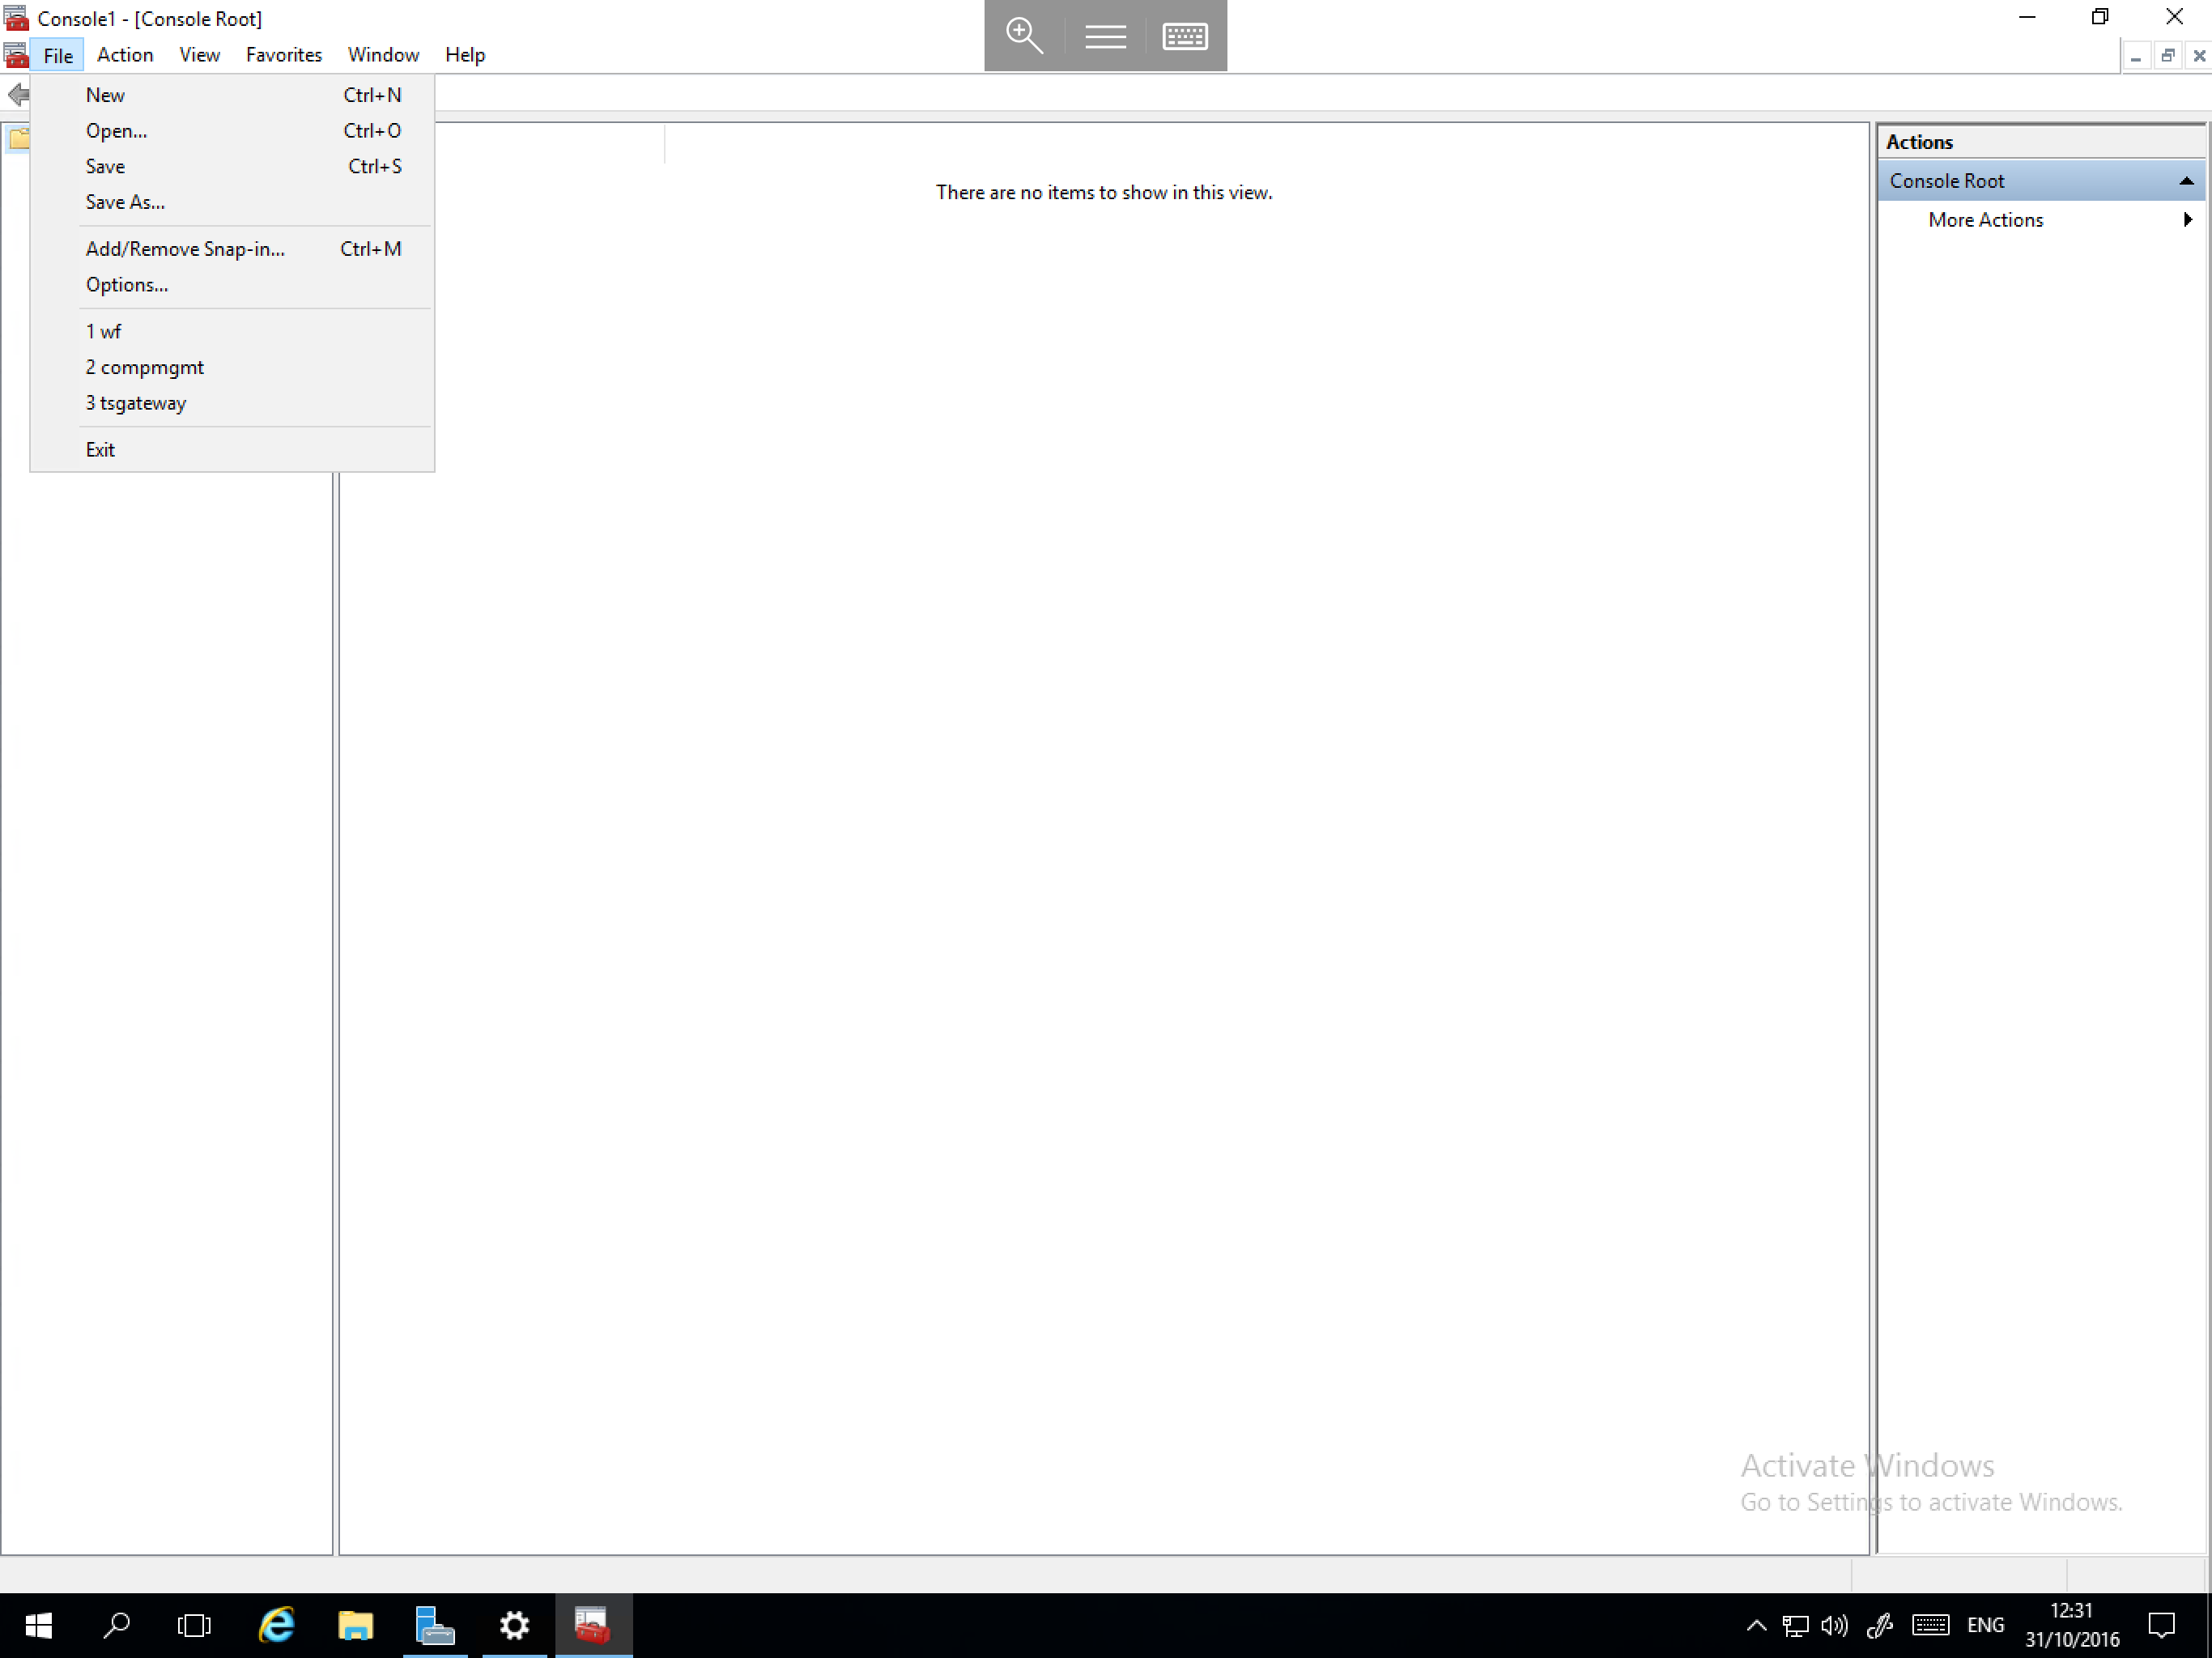 Console1 - [Console Root]
File Action View Favorites Window Help
New Ctrl+N
Open... Ctrl+O
Save Ctrl+S
Save As...
Add/Remove Snap-in... Ctrl+M
Options...
1 wf
2 compmgmt
3 tsgateway
Exit
There are no items to show in this view.
Actions
Console Root
More Actions
Activate Windows
Go to Settings to activate Windows.
ENG
12:31
31/10/2016